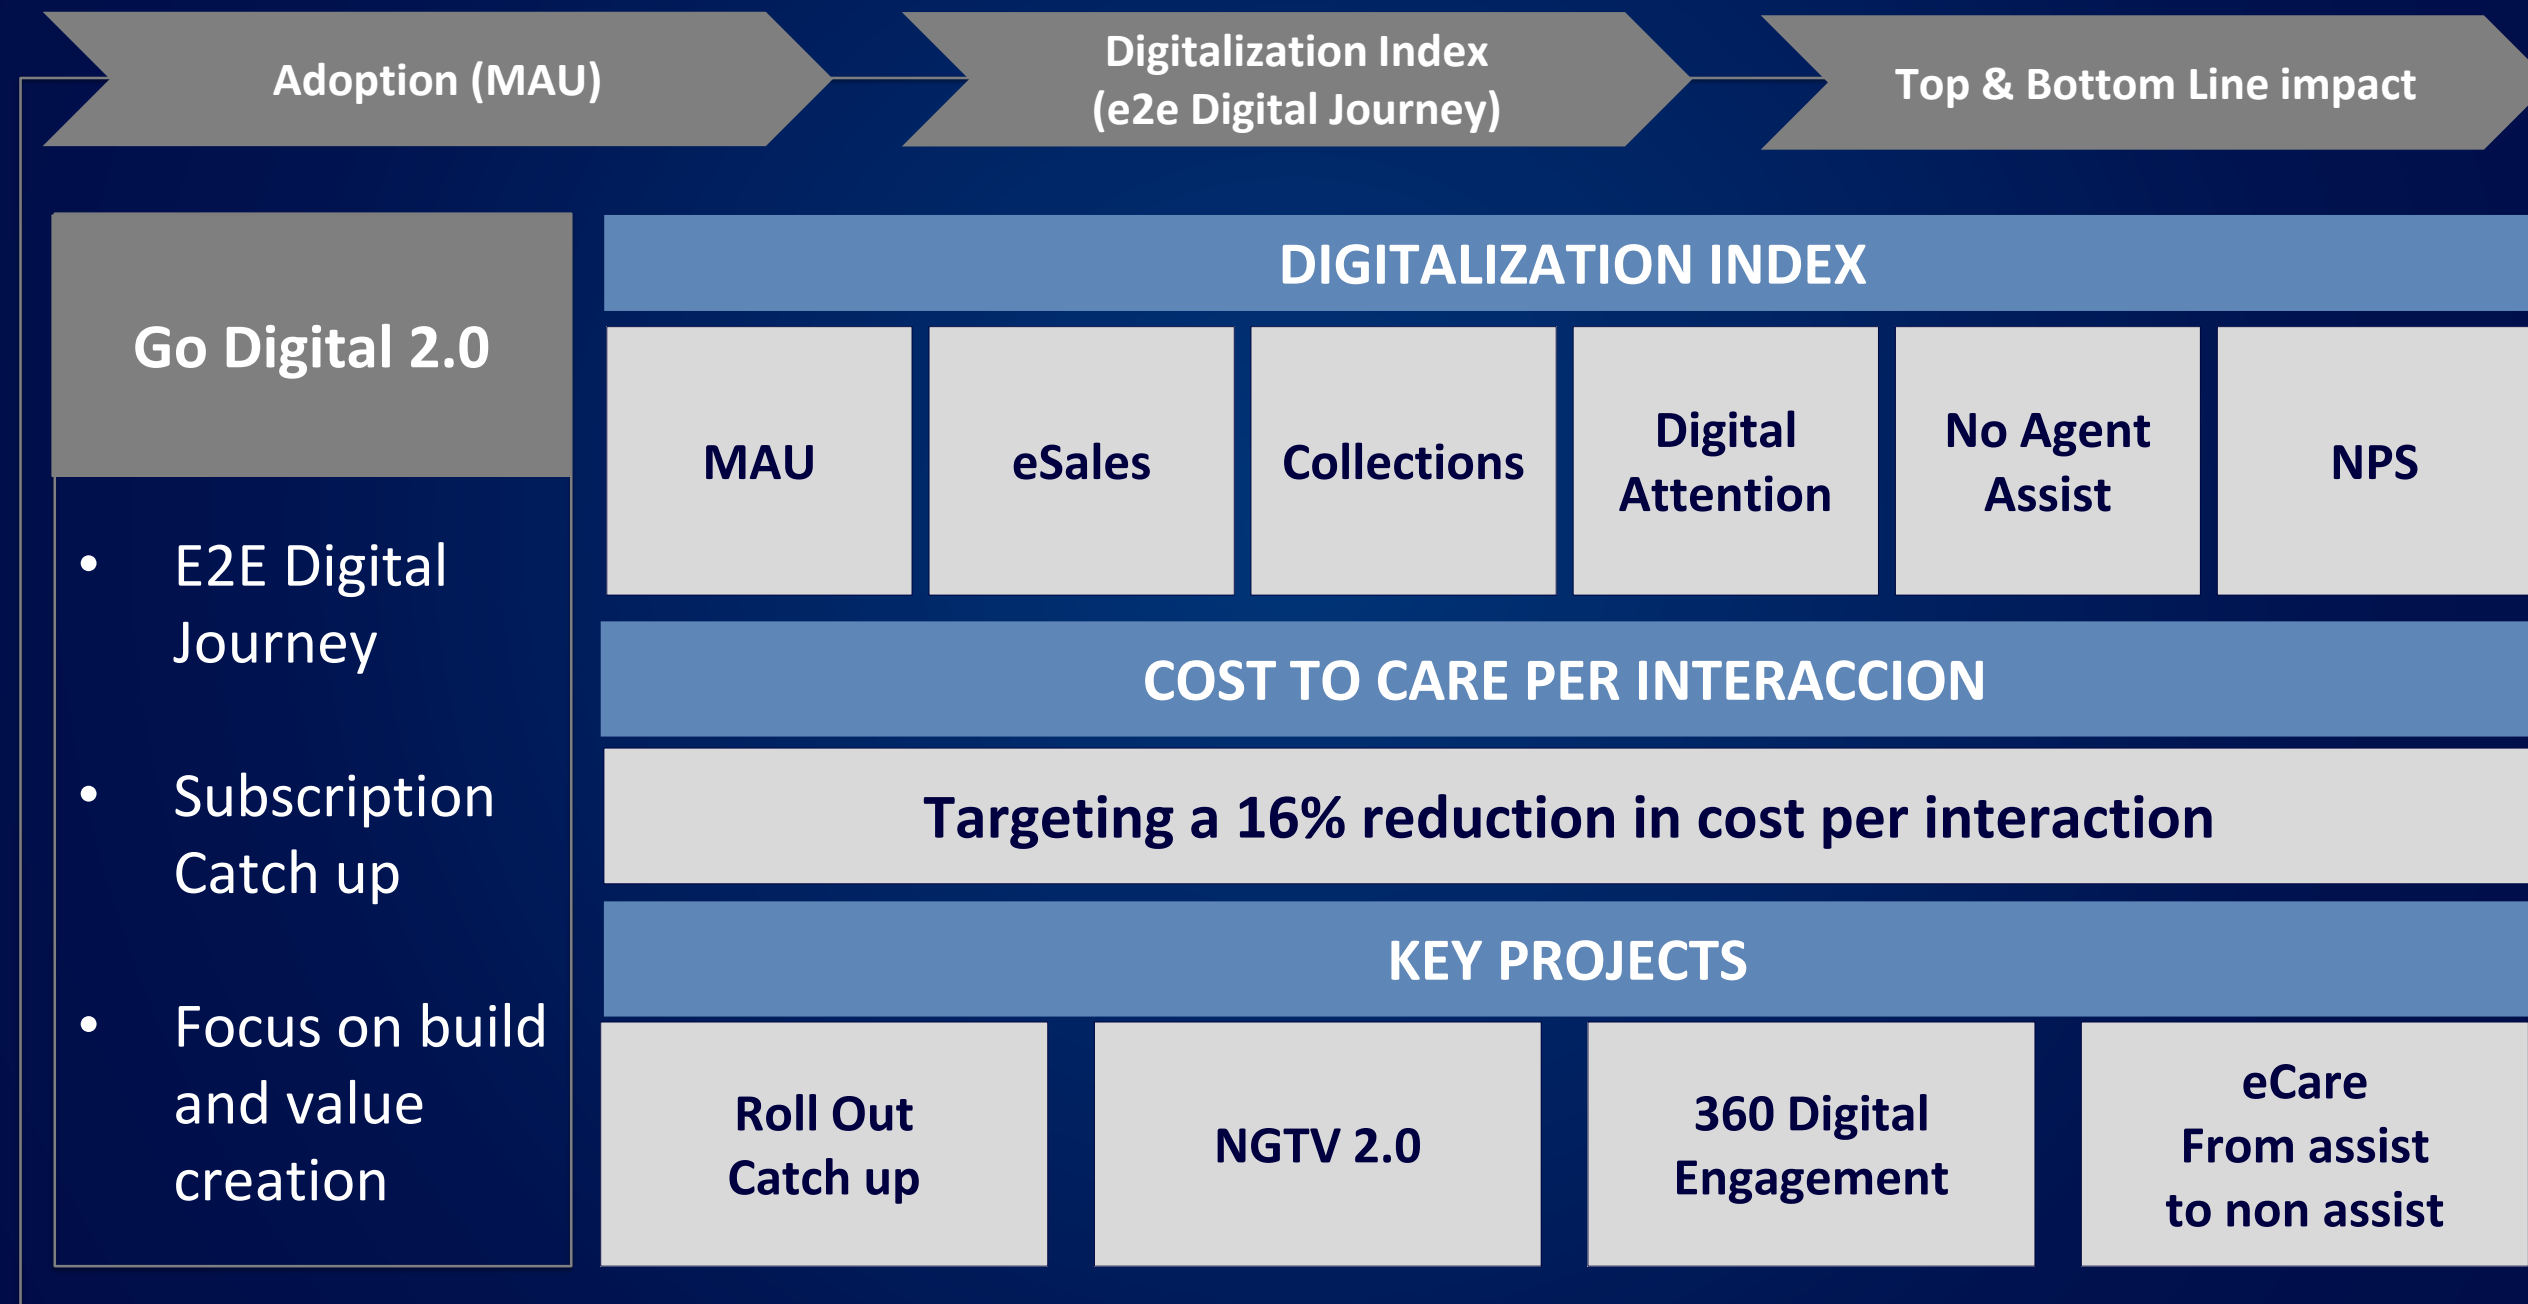 Adoption (MAU)
Digitalization Index
(e2e Digital Journey)
Top & Bottom Line impact
Go Digital 2.0
• E2E Digital
Journey
• Subscription
Catch up
• Focus on build
and value
creation
DIGITALIZATION INDEX
MAU
eSales
Collections
Digital
Attention
No Agent
Assist
NPS
COST TO CARE PER INTERACCION
Targeting a 16% reduction in cost per interaction
KEY PROJECTS
Roll Out
Catch up
NGTV 2.0
360 Digital
Engagement
eCare
From assist
to non assist